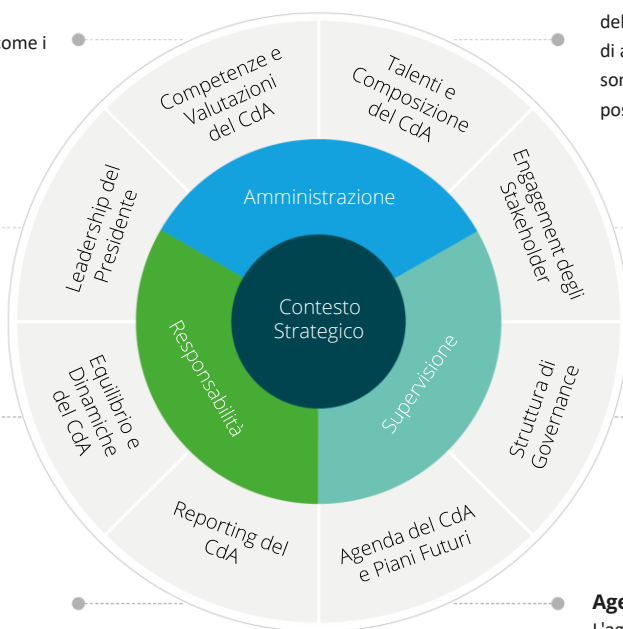 come i
del
di a
son
pos
Competenze e
Valutazioni
del CdA
Talenti e
Composizione
del CdA
Engagement degli
Stakeholder
Struttura di
Governance
Agenda del CdA
e Piani Futuri
Reporting del
CdA
Equilibrio e
Dinamiche
del CdA
Leadership del
Presidente
Amministrazione
Supervisione
Responsabilità
Contesto
Strategico
Age